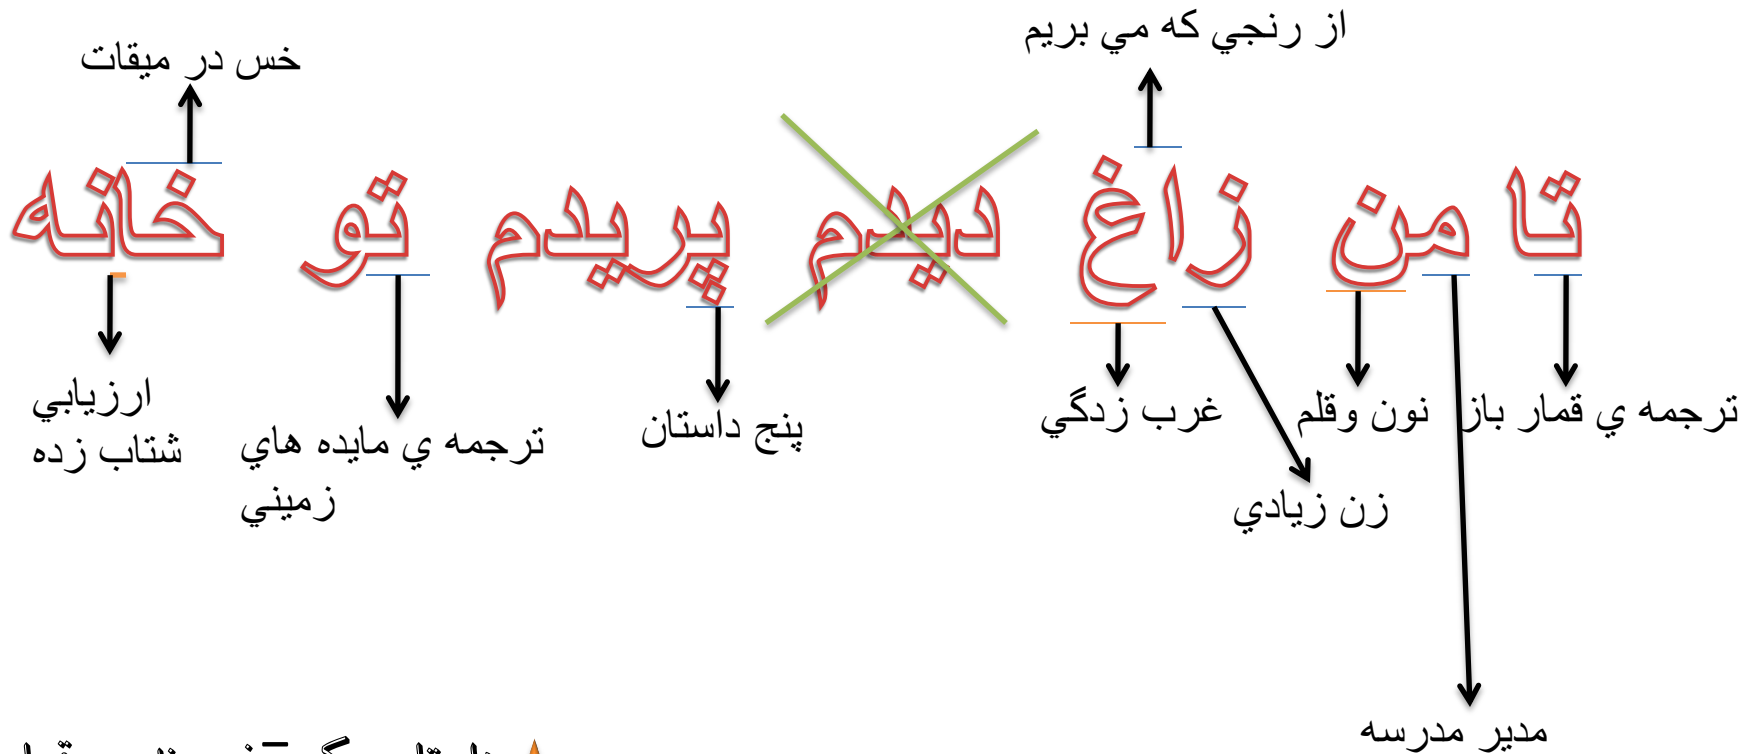 از رنجي كه مي بريم
خس در ميقات
تا من زاغ ديدم پريدم تو خانه
ترجمه ي قمار باز
نون وقلم
غرب زدگي
پنج داستان
ارزيابي
شتاب زده
ترجمه ي مايده هاي
زميني
زن زيادي
مدير مدرسه